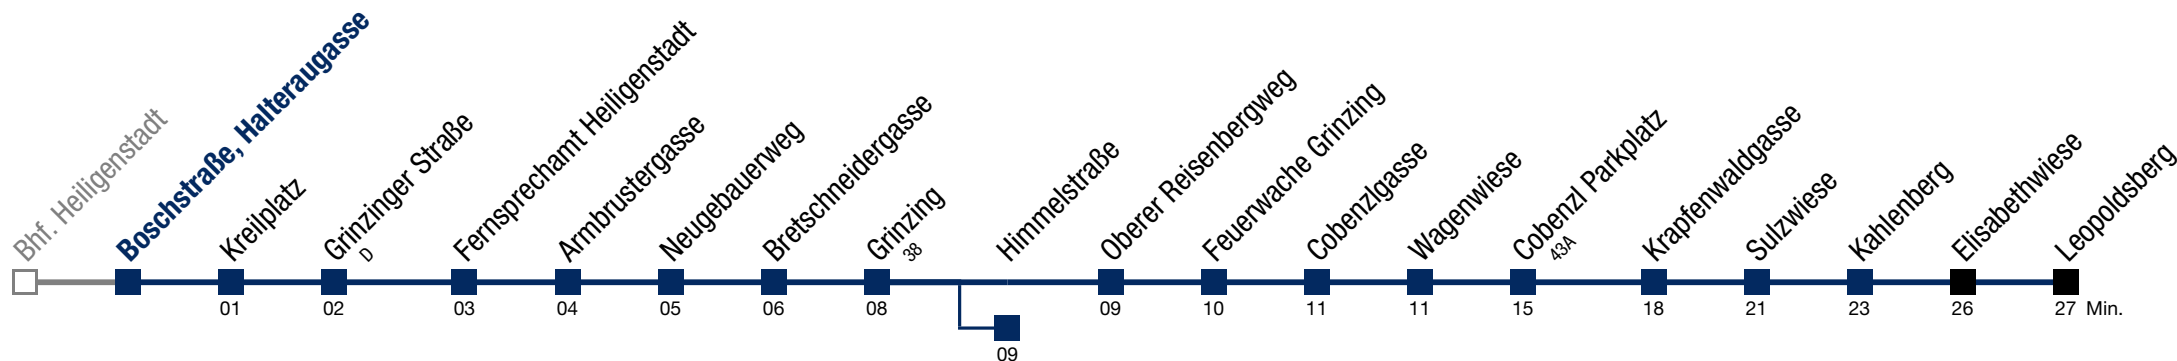 Bhf. Heiligenstadt
Boschstraße, Halteraugasse
Kreilplatz
Grinzinger Straße
D
Fernsprechamt Heiligenstadt
Armbrustergasse
Neugebauerweg
Bretschneidergasse
Grinzing
38
Himmelstraße
Oberer Reisenbergweg
Feuerwache Grinzing
Cobenzlgasse
Wagenwiese
Cobenzl Parkplatz
43A
Krapfenwaldgasse
Sulzwiese
Kahlenberg
Elisabethwiese
Leopoldsberg
01 02 03 04 05 06 08 09 10 11 11 15 18 21 23 26 27 Min.
09